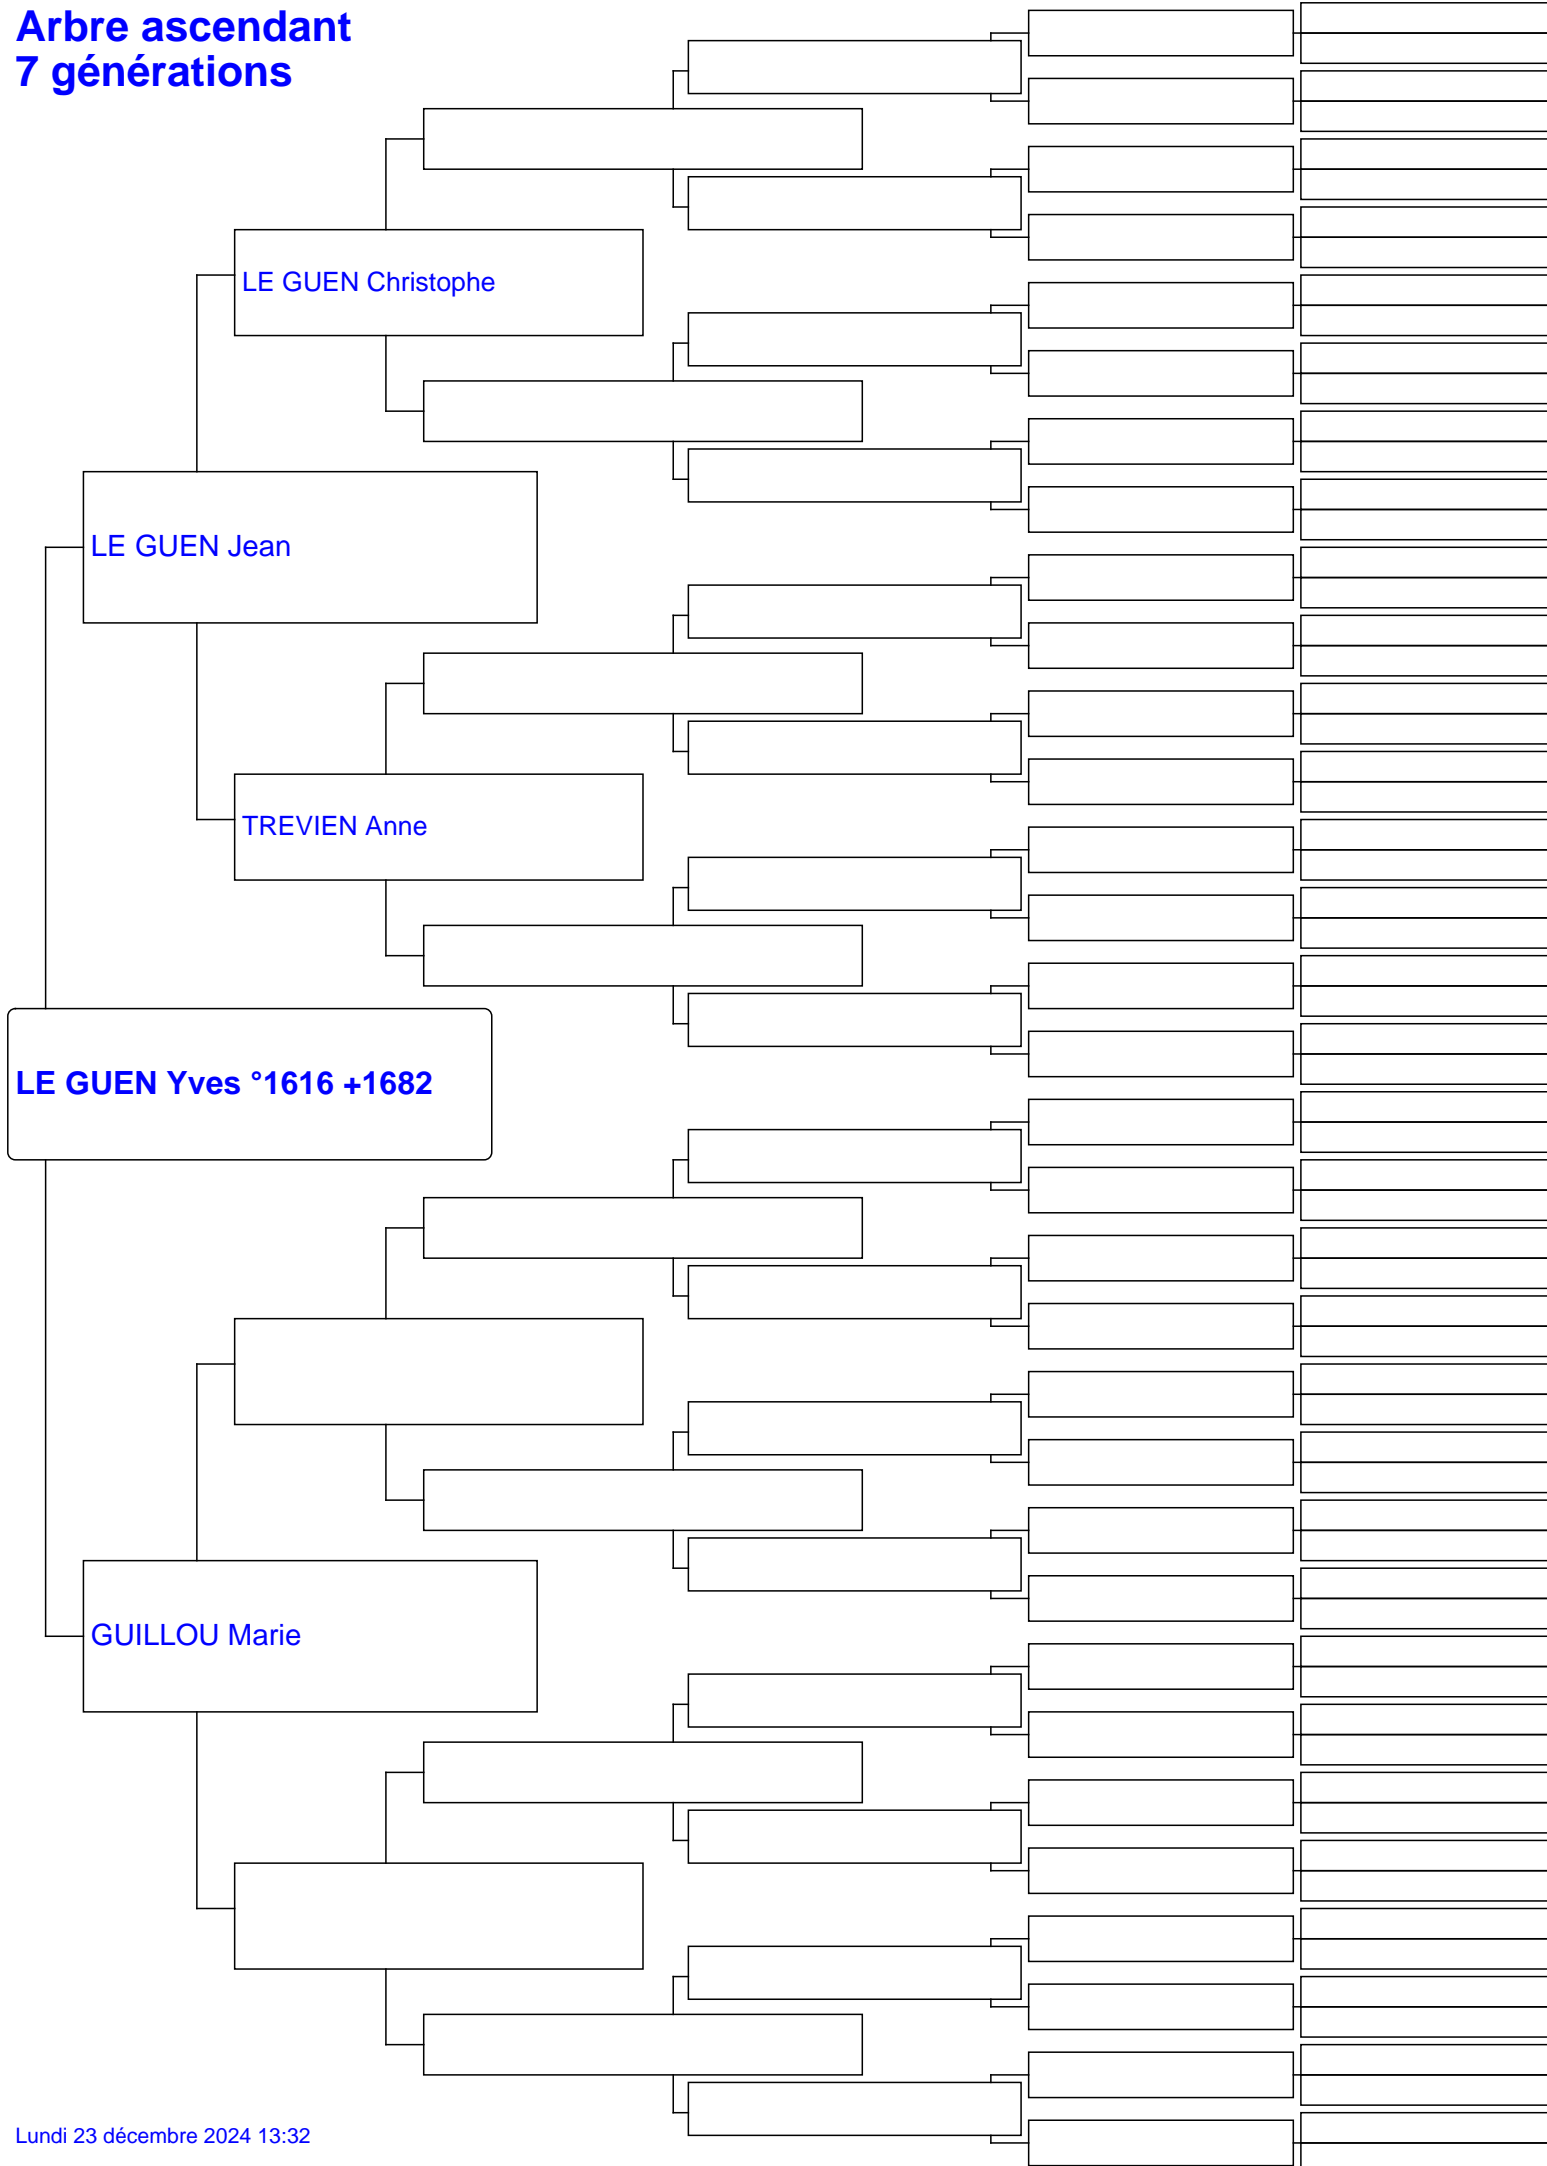 Arbre ascendant
7 générations
LE GUEN Christophe
LE GUEN Jean
TREVIEN Anne
LE GUEN Yves °1616 +1682
GUILLOU Marie
Lundi 23 décembre 2024 13:32